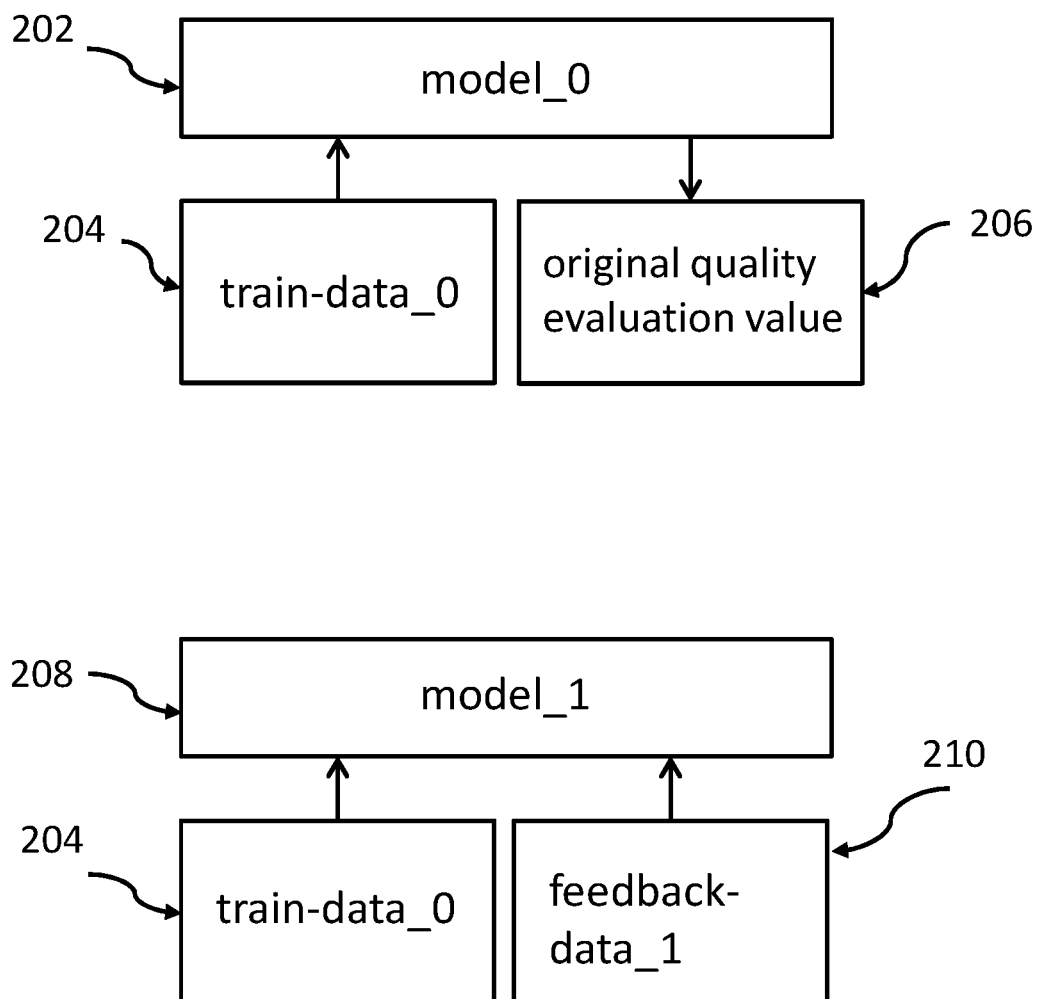 202
model_0
204
train-data_0
original quality
evaluation value
206
208
model_1
210
204
train-data_0
feedback-
data_1